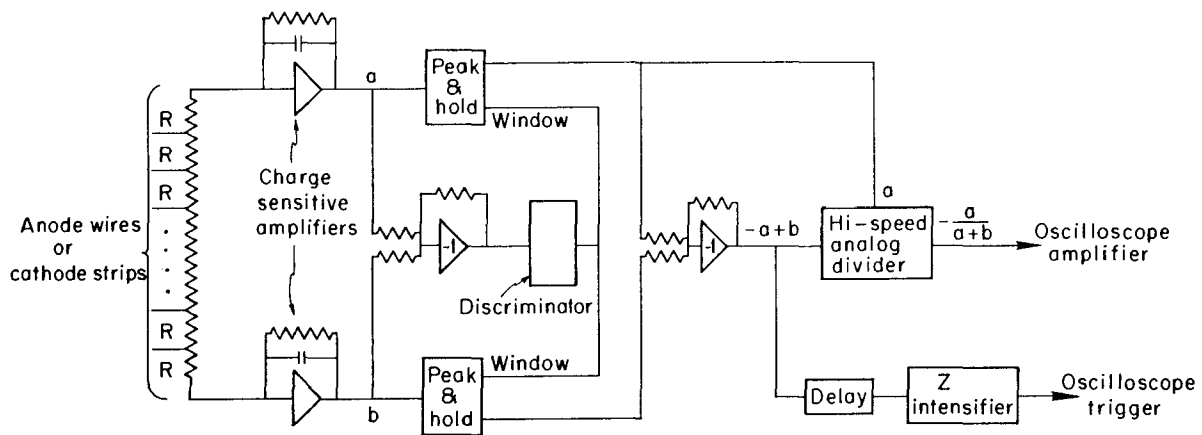 R
R
R
R
R
Anode wires
or
cathode strips
Charge
sensitive
amplifiers
a
b
Peak
&
hold
Window
-1
Discriminator
Window
Peak
&
hold
-1
-a+b
a
Hi-speed
analog
divider
- a
a+b
Oscilloscope
amplifier
Delay
Z
intensifier
Oscilloscope
trigger